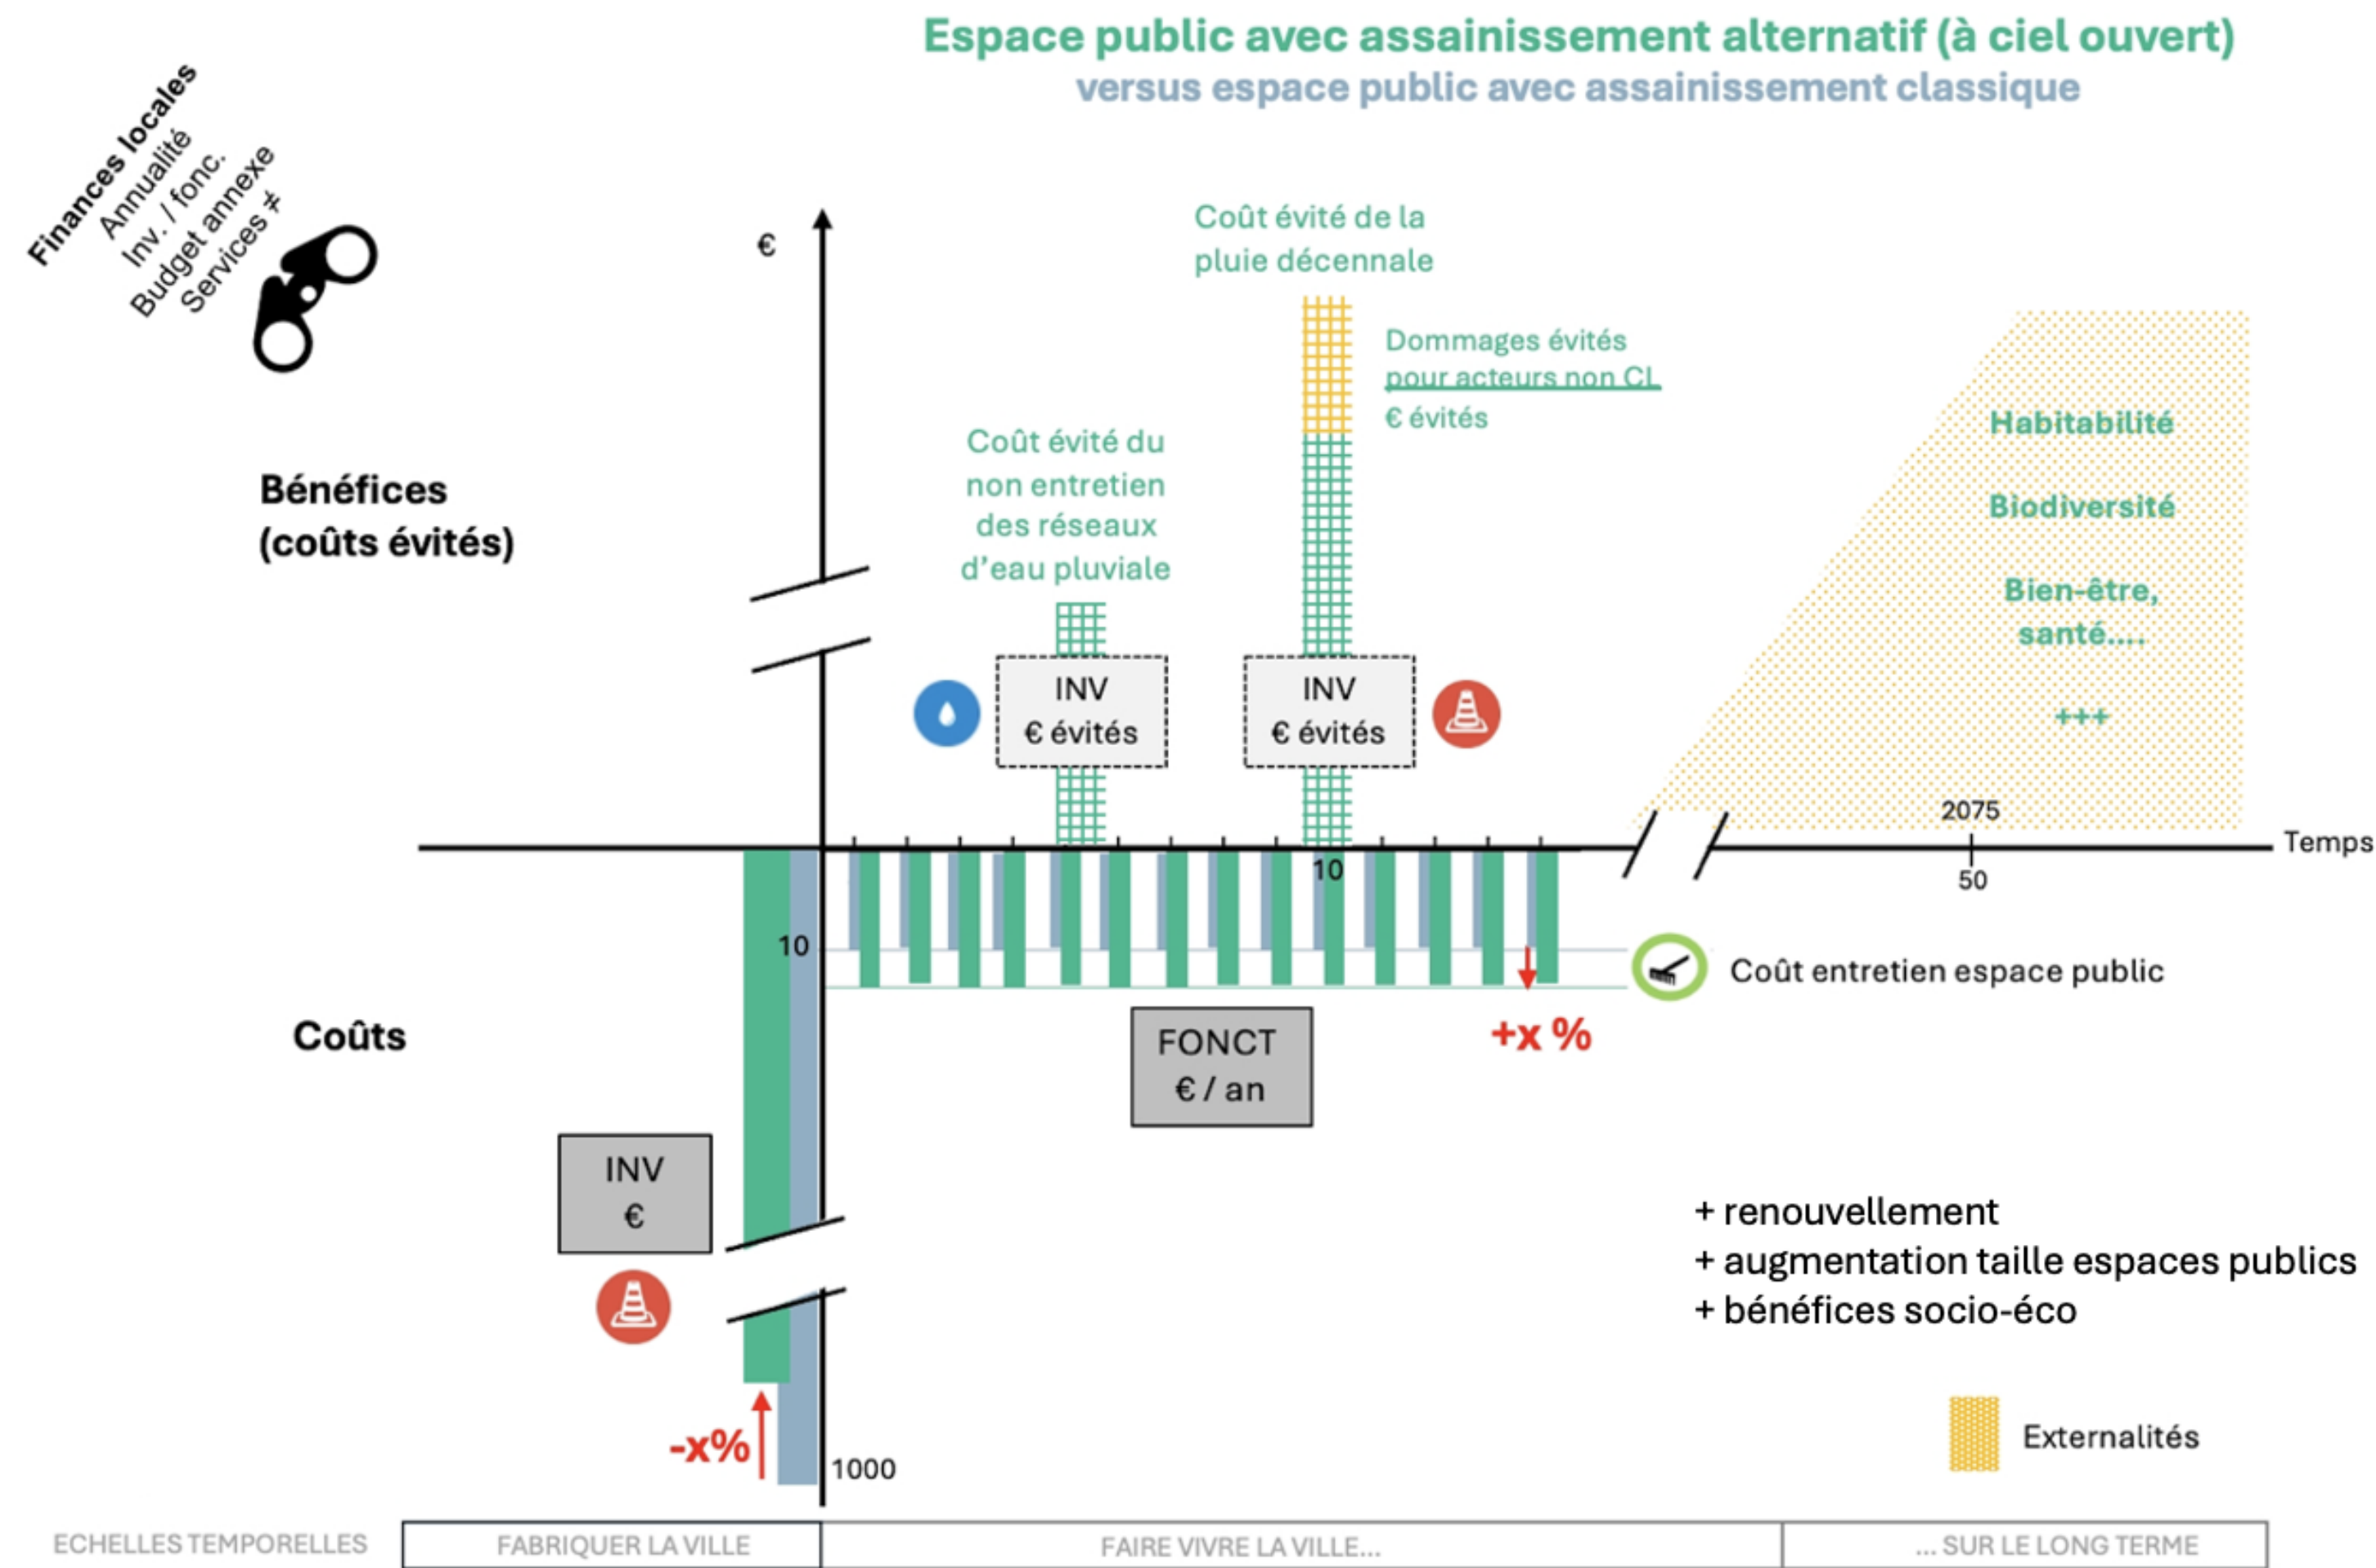 Espace public avec assainissement alternatif (à ciel ouvert)
versus espace public avec assainissement classique
Finances locales
Annualité
Inv. / fonc.
Budget annexe
Services ≠
€
Bénéfices
(coûts évités)
Coût évité du
non entretien
des réseaux
d'eau pluviale
Coût évité de la
pluie décennale
Dommages évités
pour acteurs non CL
€ évités
INV
€ évités
INV
€ évités
Habitabilité
Biodiversité
Bien-être,
santé....
+++
2075
Temps
50
10
10
Coût entretien espace public
+x %
FONCT
€ / an
Coûts
INV
€
-x%
1000
+ renouvellement
+ augmentation taille espaces publics
+ bénéfices socio-éco
Externalités
ECHELLES TEMPORELLES
FABRIQUER LA VILLE
FAIRE VIVRE LA VILLE...
... SUR LE LONG TERME